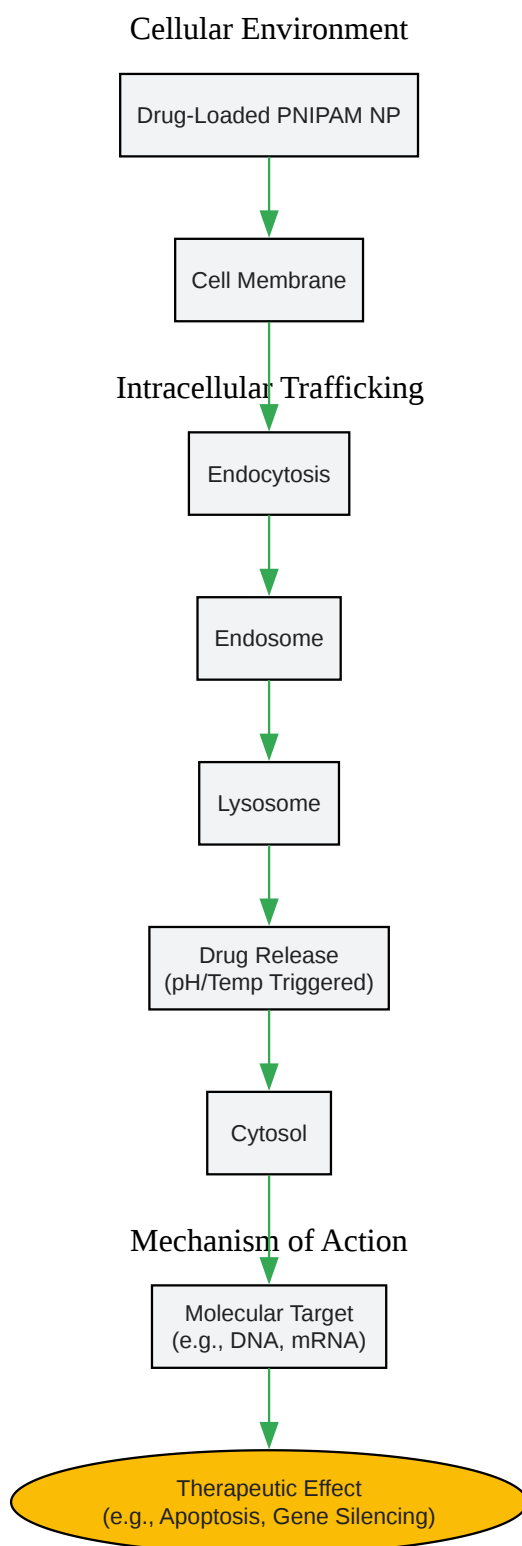 Cellular Environment
Drug-Loaded PNIPAM NP
Cell Membrane
Intracellular Trafficking
Endocytosis
Endosome
Lysosome
Drug Release
(pH/Temp Triggered)
Cytosol
Mechanism of Action
Molecular Target
(e.g., DNA, mRNA)
Therapeutic Effect
(e.g., Apoptosis, Gene Silencing)